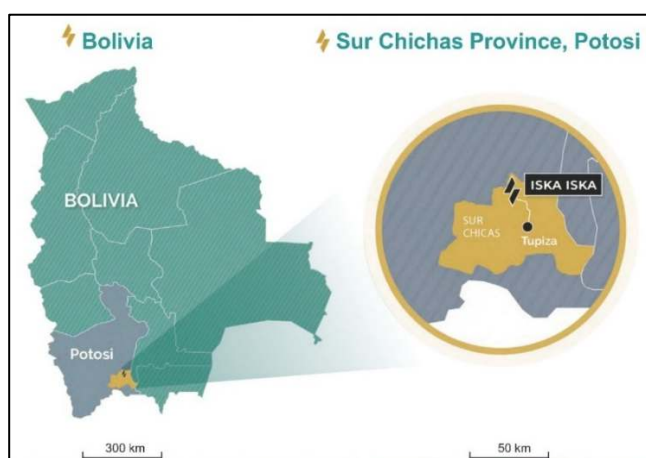 Bolivia
Sur Chichas Province, Potosi
BOLIVIA
Potosi
ISKA ISKA
SUR
CHICAS
Tupiza
300 km
50 km